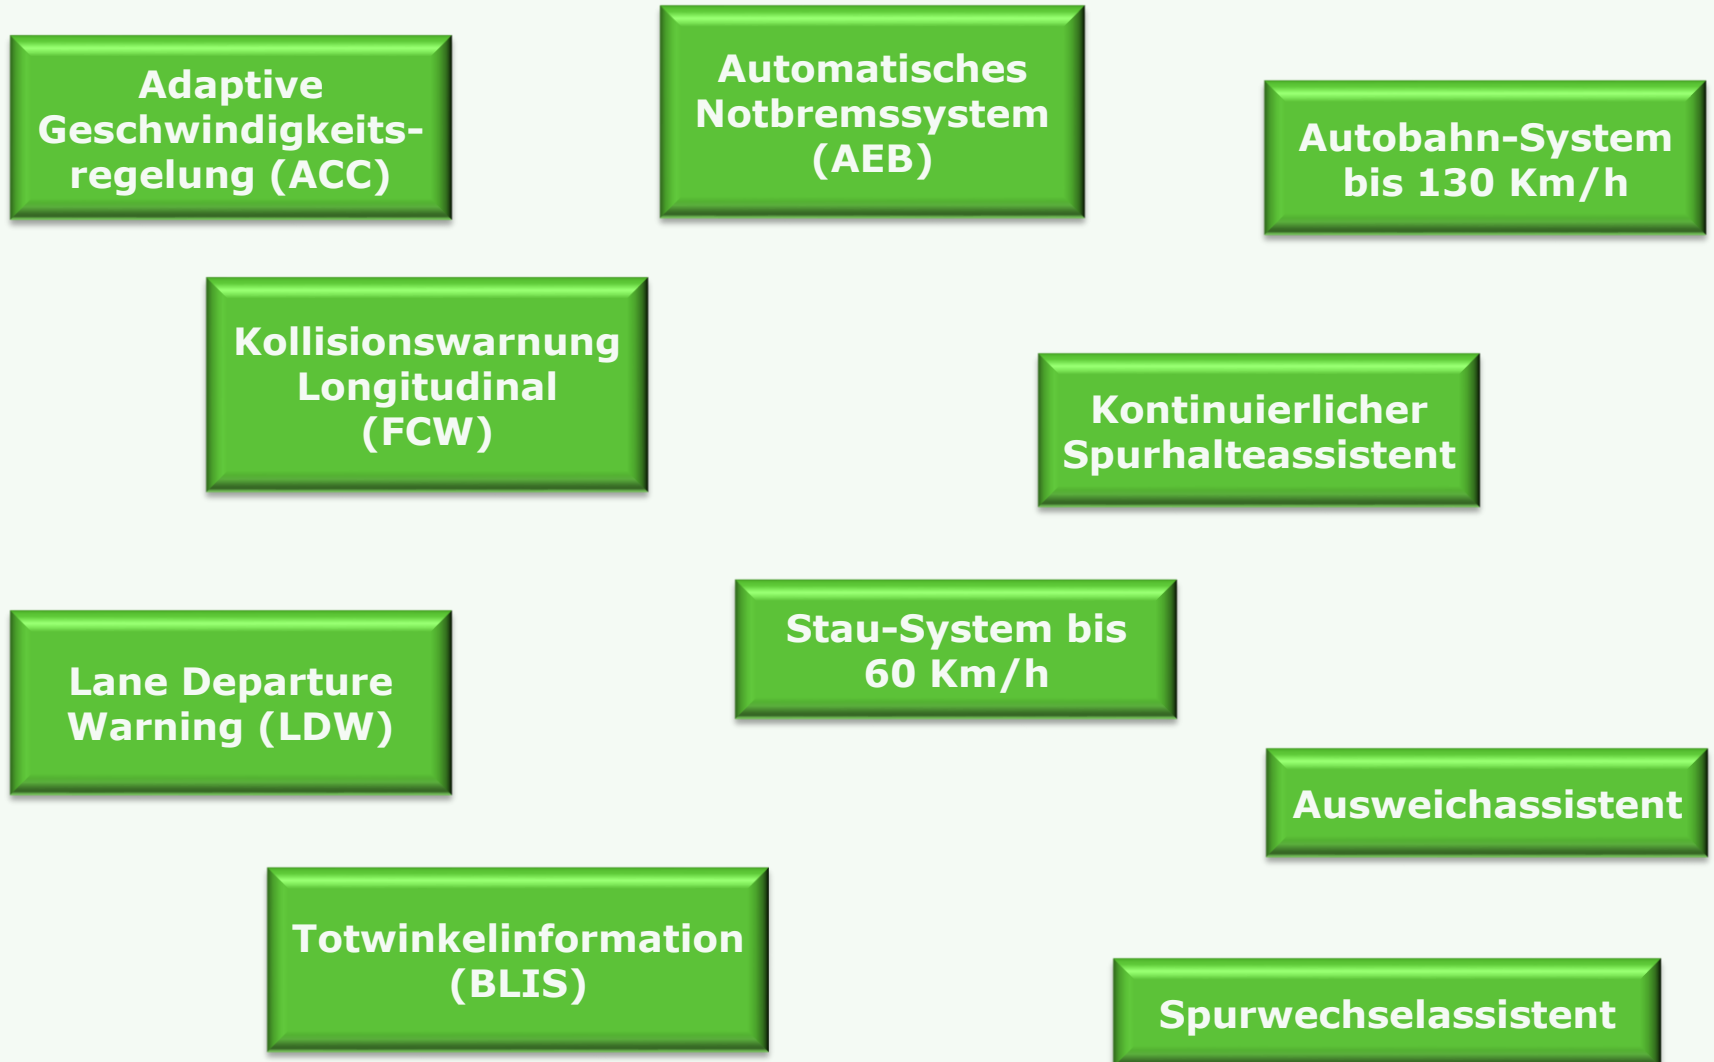 Adaptive
Geschwindigkeits-
regelung (ACC)
Automatisches
Notbremssystem
(AEB)
Autobahn-System
bis 130 Km/h
Kollisionswarnung
Longitudinal
(FCW)
Kontinuierlicher
Spurhalteassistent
Stau-System bis
60 Km/h
Lane Departure
Warning (LDW)
Ausweichassistent
Totwinkelinformation
(BLIS)
Spurwechselassistent